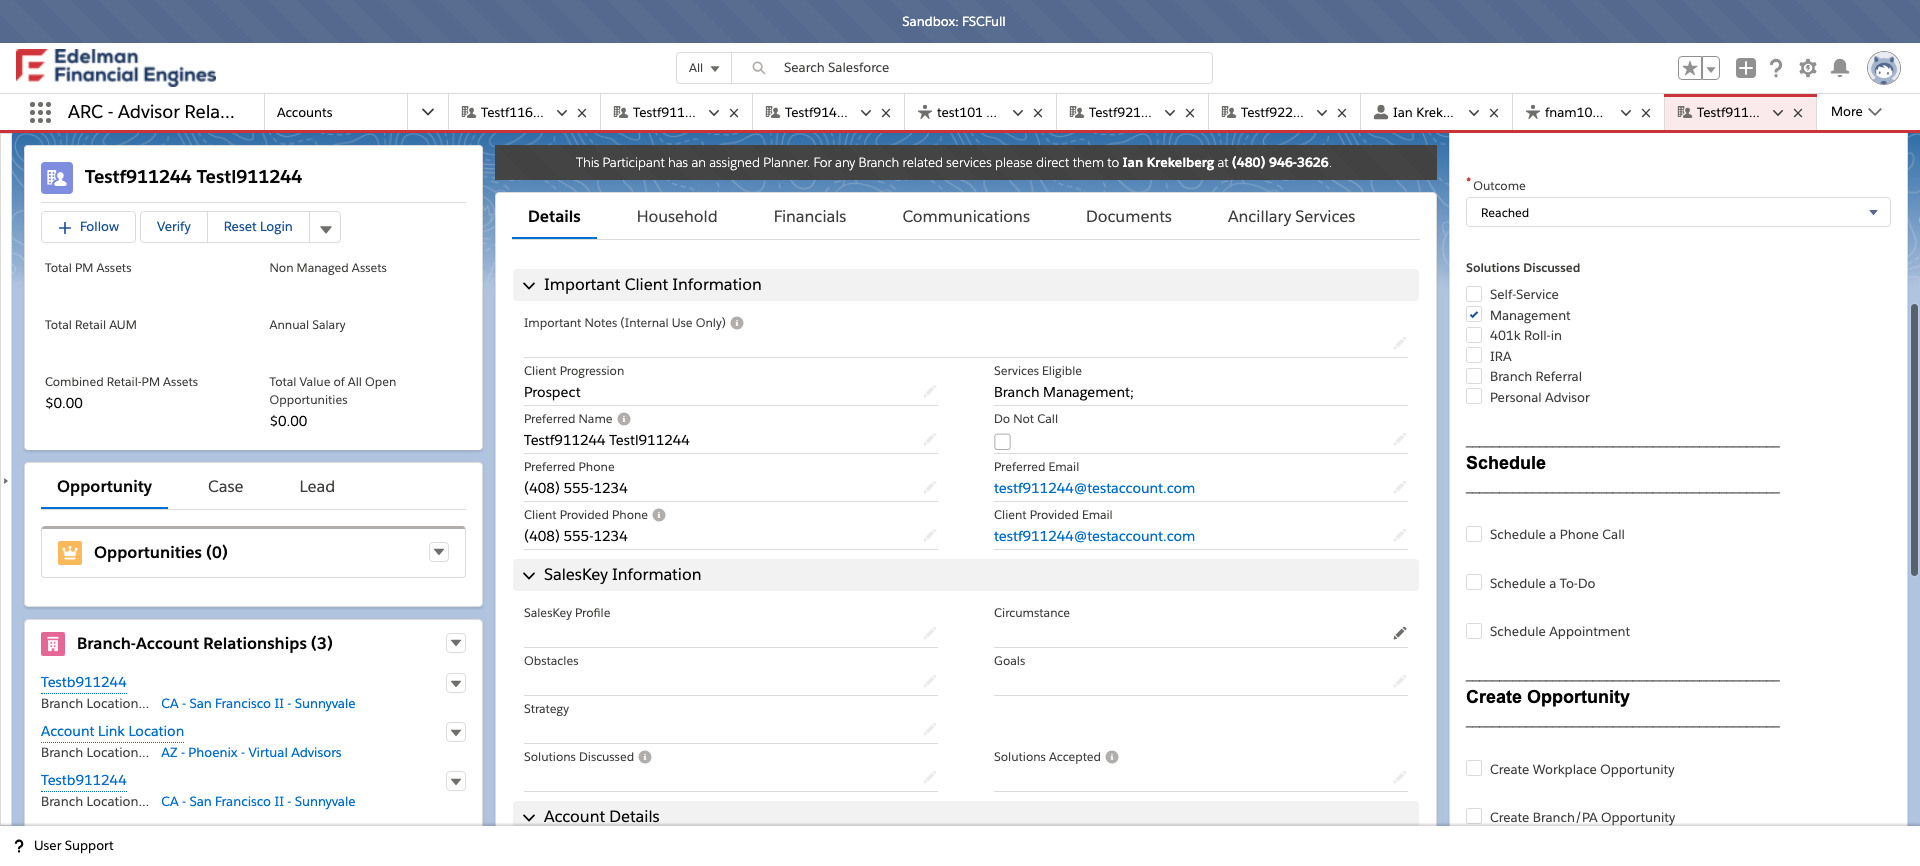 Sandbox: FSCFull
Edelman
Financial Engines
All
Search Salesforce
ARC - Advisor Rela...
Accounts
Testf116...
Testf911...
Testf914...
test101 ...
Testf921...
Testf922...
Ian Krek...
fnam10...
Testf911...
More
Testf911244 Testl911244
Follow
Verify
Reset Login
Total PM Assets
Non Managed Assets
Total Retail AUM
Annual Salary
Combined Retail-PM Assets
$0.00
Total Value of All Open
Opportunities
$0.00
Opportunity
Case
Lead
Opportunities (0)
Branch-Account Relationships (3)
Testb911244
Branch Location... CA - San Francisco II - Sunnyvale
Account Link Location
Branch Location... AZ - Phoenix - Virtual Advisors
Testb911244
Branch Location... CA - San Francisco II - Sunnyvale
This Participant has an assigned Planner. For any Branch related services please direct them to Ian Krekelberg at (480) 946-3626.
Details
Household
Financials
Communications
Documents
Ancillary Services
Important Client Information
Important Notes (Internal Use Only)
Client Progression
Prospect
Services Eligible
Branch Management;
Preferred Name
Testf911244 Testl911244
Do Not Call
Preferred Phone
(408) 555-1234
Preferred Email
testf911244@testaccount.com
Client Provided Phone
(408) 555-1234
Client Provided Email
testf911244@testaccount.com
SalesKey Information
SalesKey Profile
Circumstance
Obstacles
Goals
Strategy
Solutions Discussed
Solutions Accepted
Account Details
* Outcome
Reached
Solutions Discussed
Self-Service
Management
401k Roll-in
IRA
Branch Referral
Personal Advisor
Schedule
Schedule a Phone Call
Schedule a To-Do
Schedule Appointment
Create Opportunity
Create Workplace Opportunity
Create Branch/PA Opportunity
? User Support